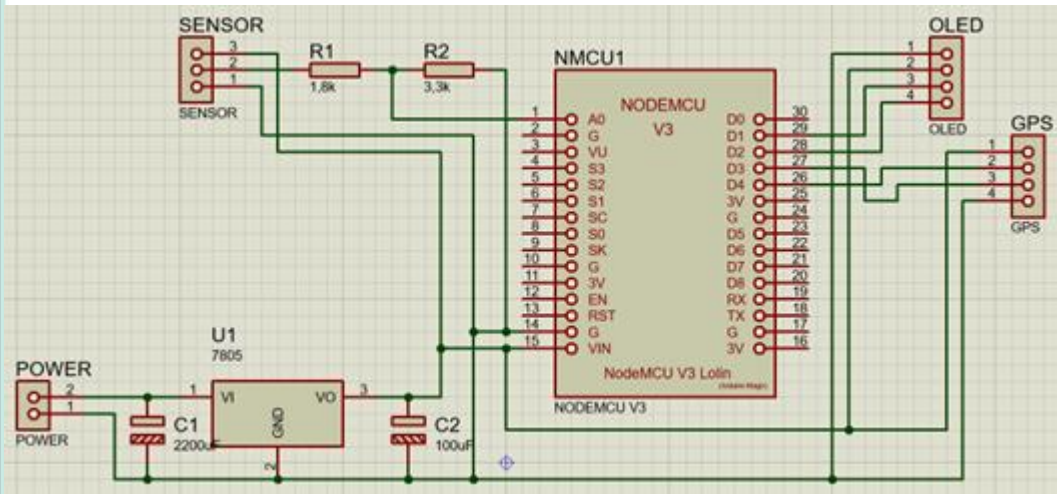 SENSOR
3
2
1
SENSOR
R1
1,8k
R2
3,3k
NMCU1
NODEMCU
V3
1 A0 D0 30
2 G D1 29
3 VU D2 28
4 S3 D3 27
5 S2 D4 26
6 S1 3V 25
7 SC G 24
8 S0 D5 23
9 SK D6 22
10 G D7 21
11 3V D8 20
12 EN RX 19
13 RST TX 18
14 G G 17
15 VIN 3V 16
NodeMCU V3 Lolin
NODEMCU V3
OLED
1
2
3
4
OLED
GPS
1
2
3
4
GPS
POWER
2
1
POWER
U1
7805
1 VI VO 3
GND
2
C1
2200uF
C2
100uF